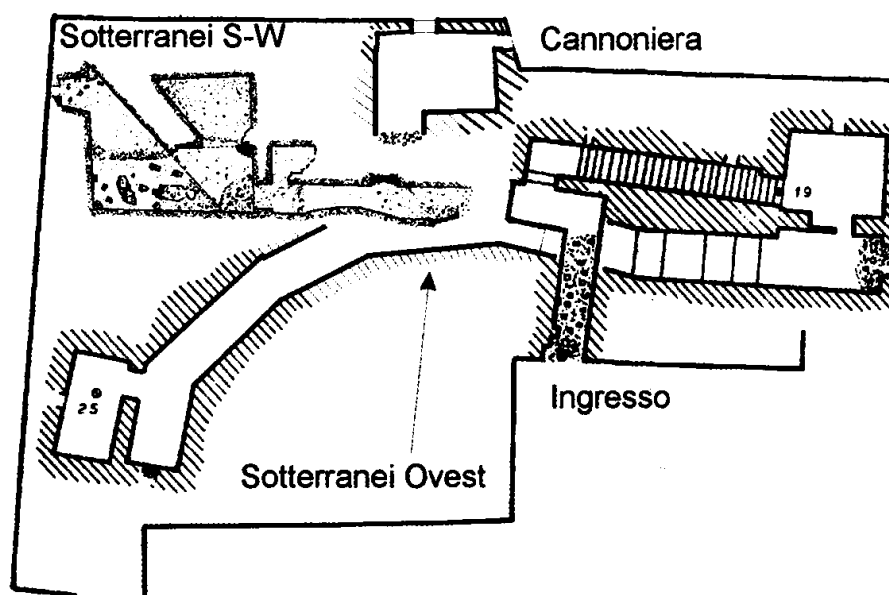 Sotterranei S-W
Cannoniera
19
Ingresso
25
Sotterranei Ovest